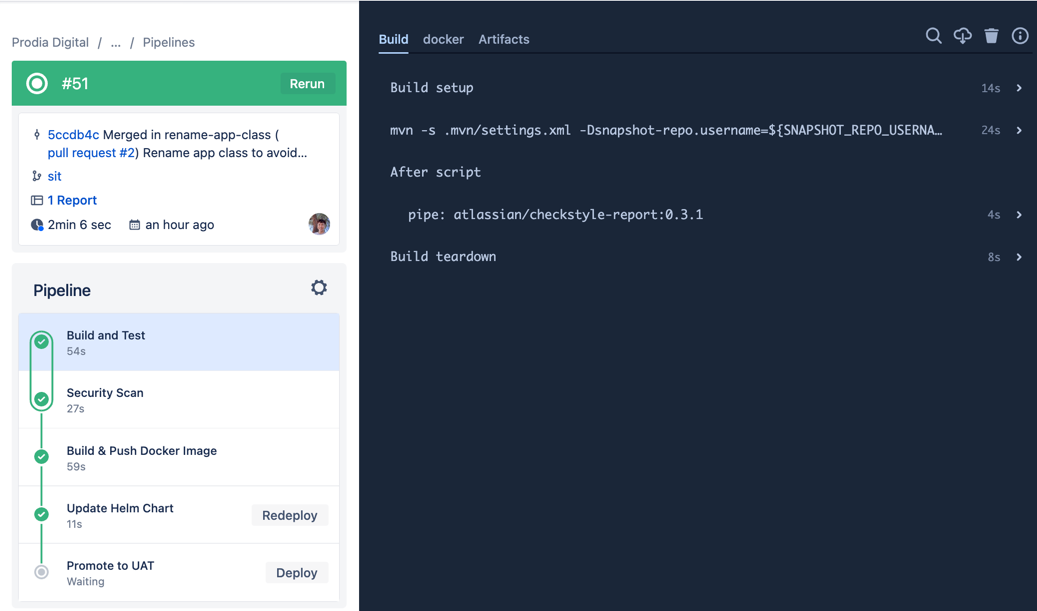 Prodia Digital / ... / Pipelines
#51
Rerun
5ccdb4c Merged in rename-app-class (
pull request #2) Rename app class to avoid...
sit
1 Report
2min 6 sec an hour ago
Pipeline
Build and Test
54s
Security Scan
27s
Build & Push Docker Image
59s
Update Helm Chart
11s
Redeploy
Promote to UAT
Waiting
Deploy
Build docker Artifacts
Build setup 14s
mvn -s .mvn/settings.xml -Dsnapshot-repo.username=${SNAPSHOT_REPO_USERNA… 24s
After script
pipe: atlassian/checkstyle-report:0.3.1 4s
Build teardown 8s